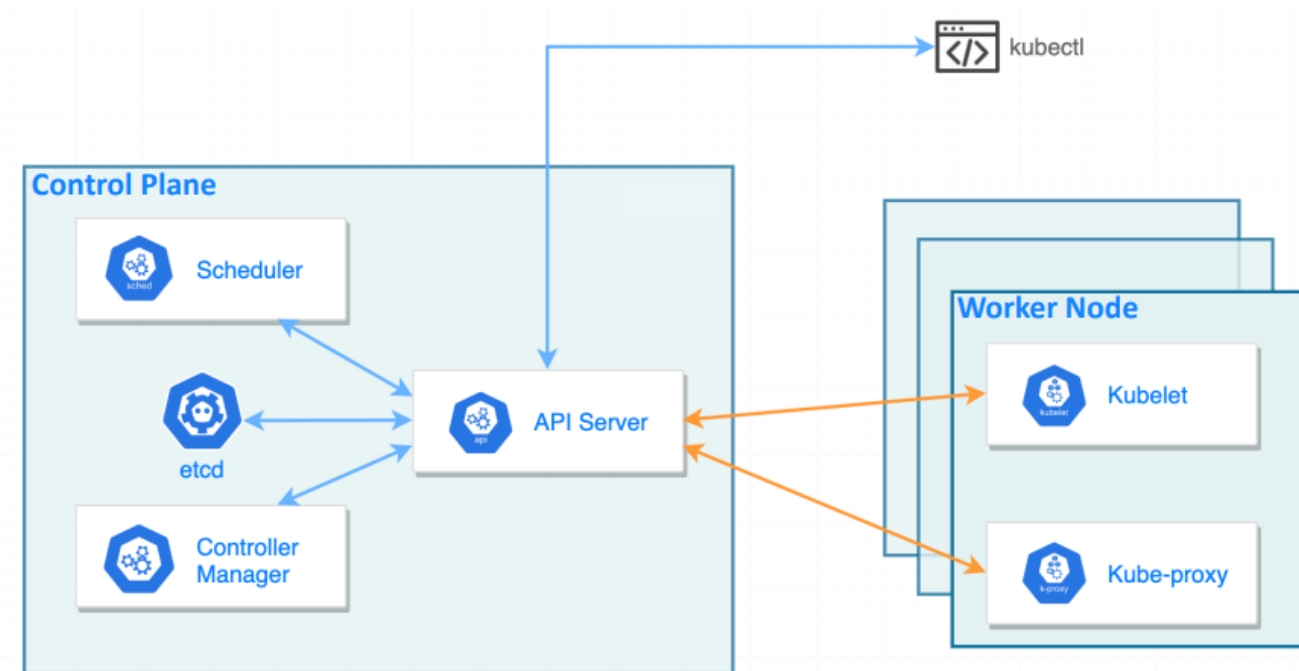 </> kubectl
Control Plane
sched
Scheduler
etcd
api
API Server
Controller
Manager
Worker Node
kubelet
Kubelet
k-proxy
Kube-proxy